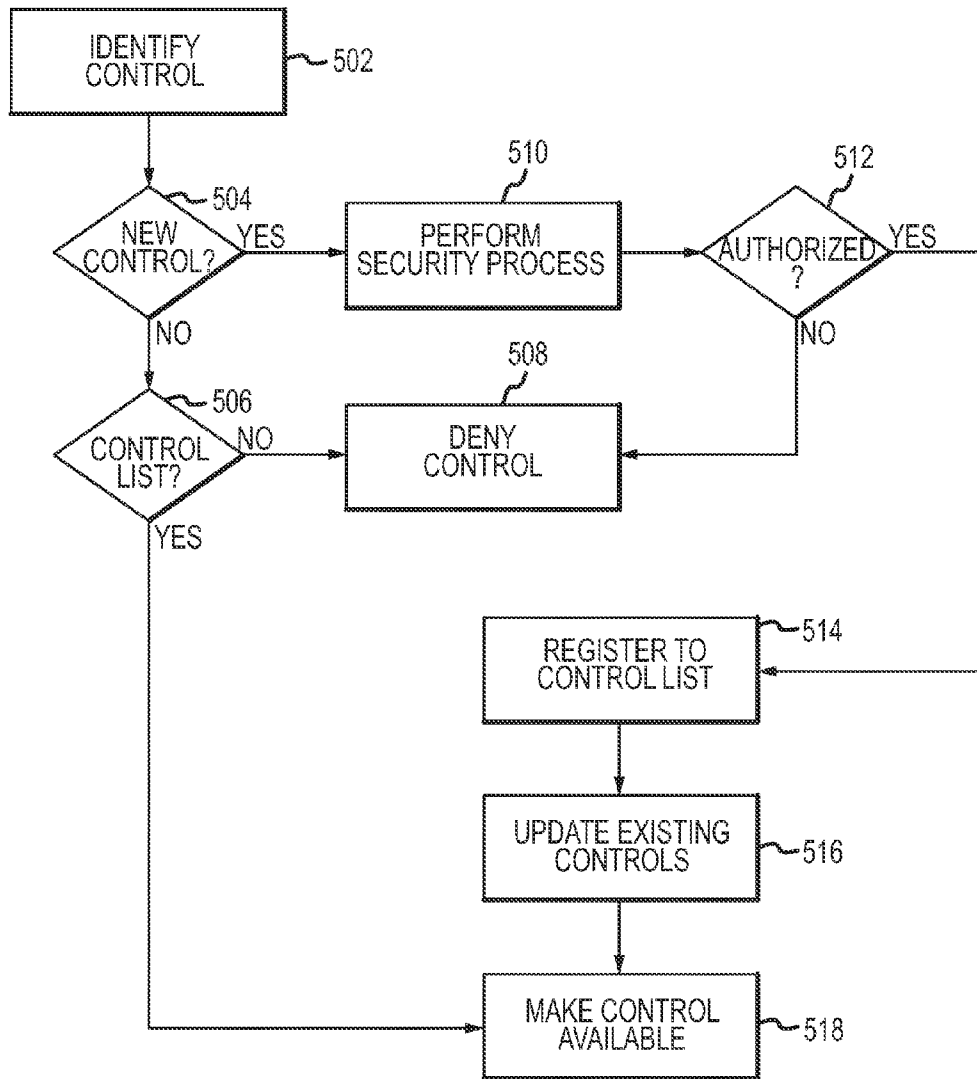 IDENTIFY
CONTROL
502
504
NEW
CONTROL?
YES
NO
510
PERFORM
SECURITY PROCESS
512
AUTHORIZED
?
YES
NO
506
CONTROL
LIST?
NO
YES
508
DENY
CONTROL
514
REGISTER TO
CONTROL LIST
UPDATE EXISTING
CONTROLS
516
MAKE CONTROL
AVAILABLE
518